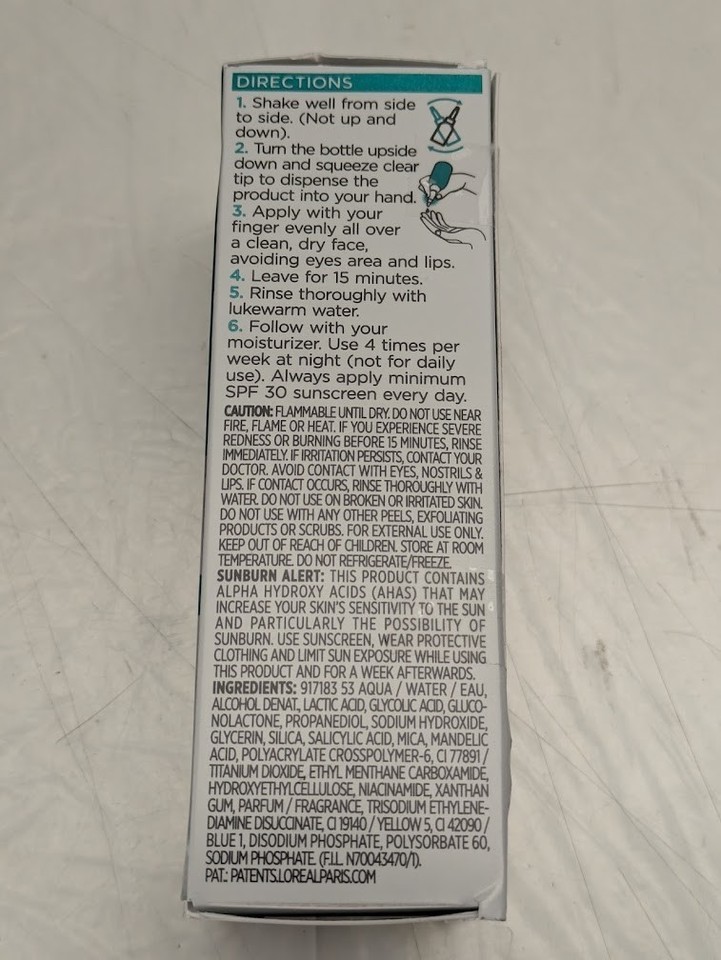 DIRECTIONS
1. Shake well from side
to side. (Not up and
down).
2. Turn the bottle upside
down and squeeze clear
tip to dispense the
product into your hand.
3. Apply with your
finger evenly all over
a clean, dry face,
avoiding eyes area and lips.
4. Leave for 15 minutes.
5. Rinse thoroughly with
lukewarm water.
6. Follow with your
moisturizer. Use 4 times per
week at night (not for daily
use). Always apply minimum
SPF 30 sunscreen every day.
CAUTION: FLAMMABLE UNTIL DRY. DO NOT USE NEAR
FIRE, FLAME OR HEAT. IF YOU EXPERIENCE SEVERE
REDNESS OR BURNING BEFORE 15 MINUTES, RINSE
IMMEDIATELY. IF IRRITATION PERSISTS, CONTACT YOUR
DOCTOR. AVOID CONTACT WITH EYES, NOSTRILS &
LIPS. IF CONTACT OCCURS, RINSE THOROUGHLY WITH
WATER. DO NOT USE ON BROKEN OR IRRITATED SKIN.
DO NOT USE WITH ANY OTHER PEELS, EXFOLIATING
PRODUCTS OR SCRUBS. FOR EXTERNAL USE ONLY.
KEEP OUT OF REACH OF CHILDREN. STORE AT ROOM
TEMPERATURE. DO NOT REFRIGERATE/FREEZE.
SUNBURN ALERT: THIS PRODUCT CONTAINS
ALPHA HYDROXY ACIDS (AHAS) THAT MAY
INCREASE YOUR SKIN'S SENSITIVITY TO THE SUN
AND PARTICULARLY THE POSSIBILITY OF
SUNBURN. USE SUNSCREEN, WEAR PROTECTIVE
CLOTHING AND LIMIT SUN EXPOSURE WHILE USING
THIS PRODUCT AND FOR A WEEK AFTERWARDS.
INGREDIENTS: 917183 53 AQUA / WATER / EAU,
ALCOHOL DENAT., LACTIC ACID, GLYCOLIC ACID, GLUCO-
NOLACTONE, PROPANEDIOL, SODIUM HYDROXIDE,
GLYCERIN, SILICA, SALICYLIC ACID, MICA, MANDELIC
ACID, POLYACRYLATE CROSSPOLYMER-6, CI 77891 /
TITANIUM DIOXIDE, ETHYL MENTHANE CARBOXAMIDE,
HYDROXYETHYLCELLULOSE, NIACINAMIDE, XANTHAN
GUM, PARFUM / FRAGRANCE, TRISODIUM ETHYLENE-
DIAMINE DISUCCINATE, CI 19140 / YELLOW 5, CI 42090 /
BLUE 1, DISODIUM PHOSPHATE, POLYSORBATE 60,
SODIUM PHOSPHATE. (F.I.L. N70043470/1).
PAT.: PATENTS.LOREALPARIS.COM